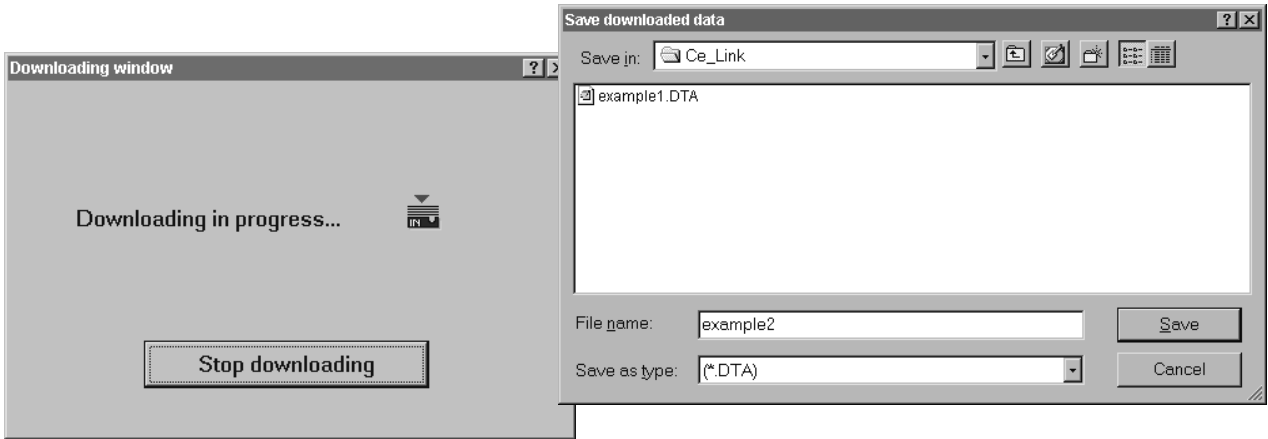 Downloading window
Downloading in progress...
IN
Stop downloading
Save downloaded data
Save in: Ce_Link
example1.DTA
File name: example2
Save
Save as type: (*.DTA)
Cancel